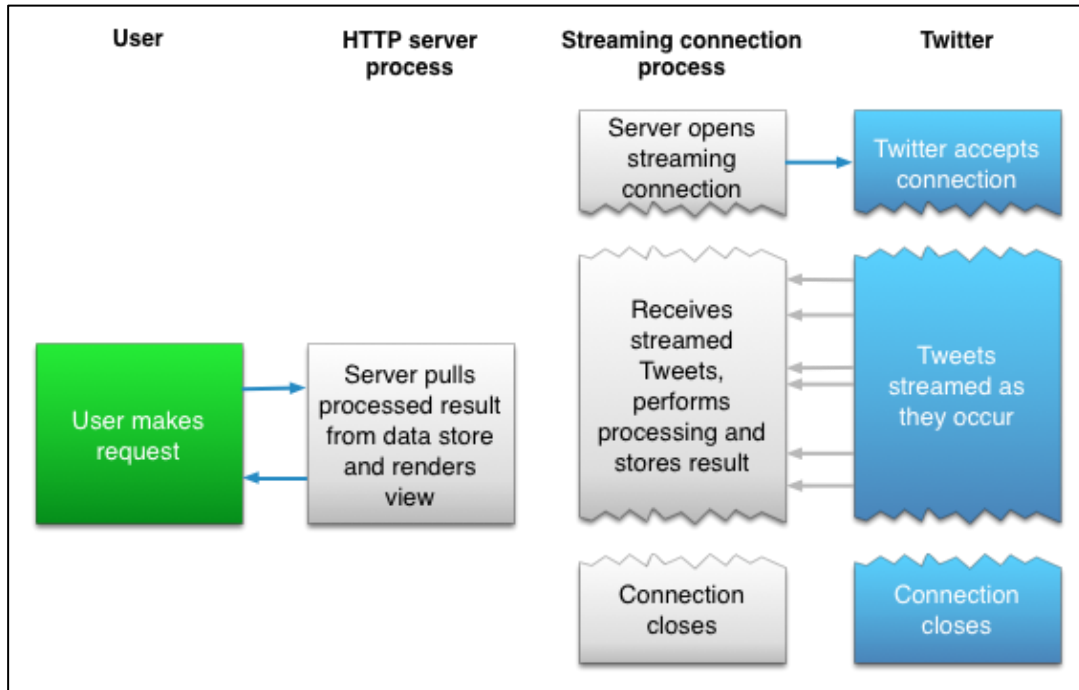 User
HTTP server
process
Streaming connection
process
Twitter
Server opens
streaming
connection
Twitter accepts
connection
User makes
request
Server pulls
processed result
from data store
and renders
view
Receives
streamed
Tweets,
performs
processing and
stores result
Tweets
streamed as
they occur
Connection
closes
Connection
closes